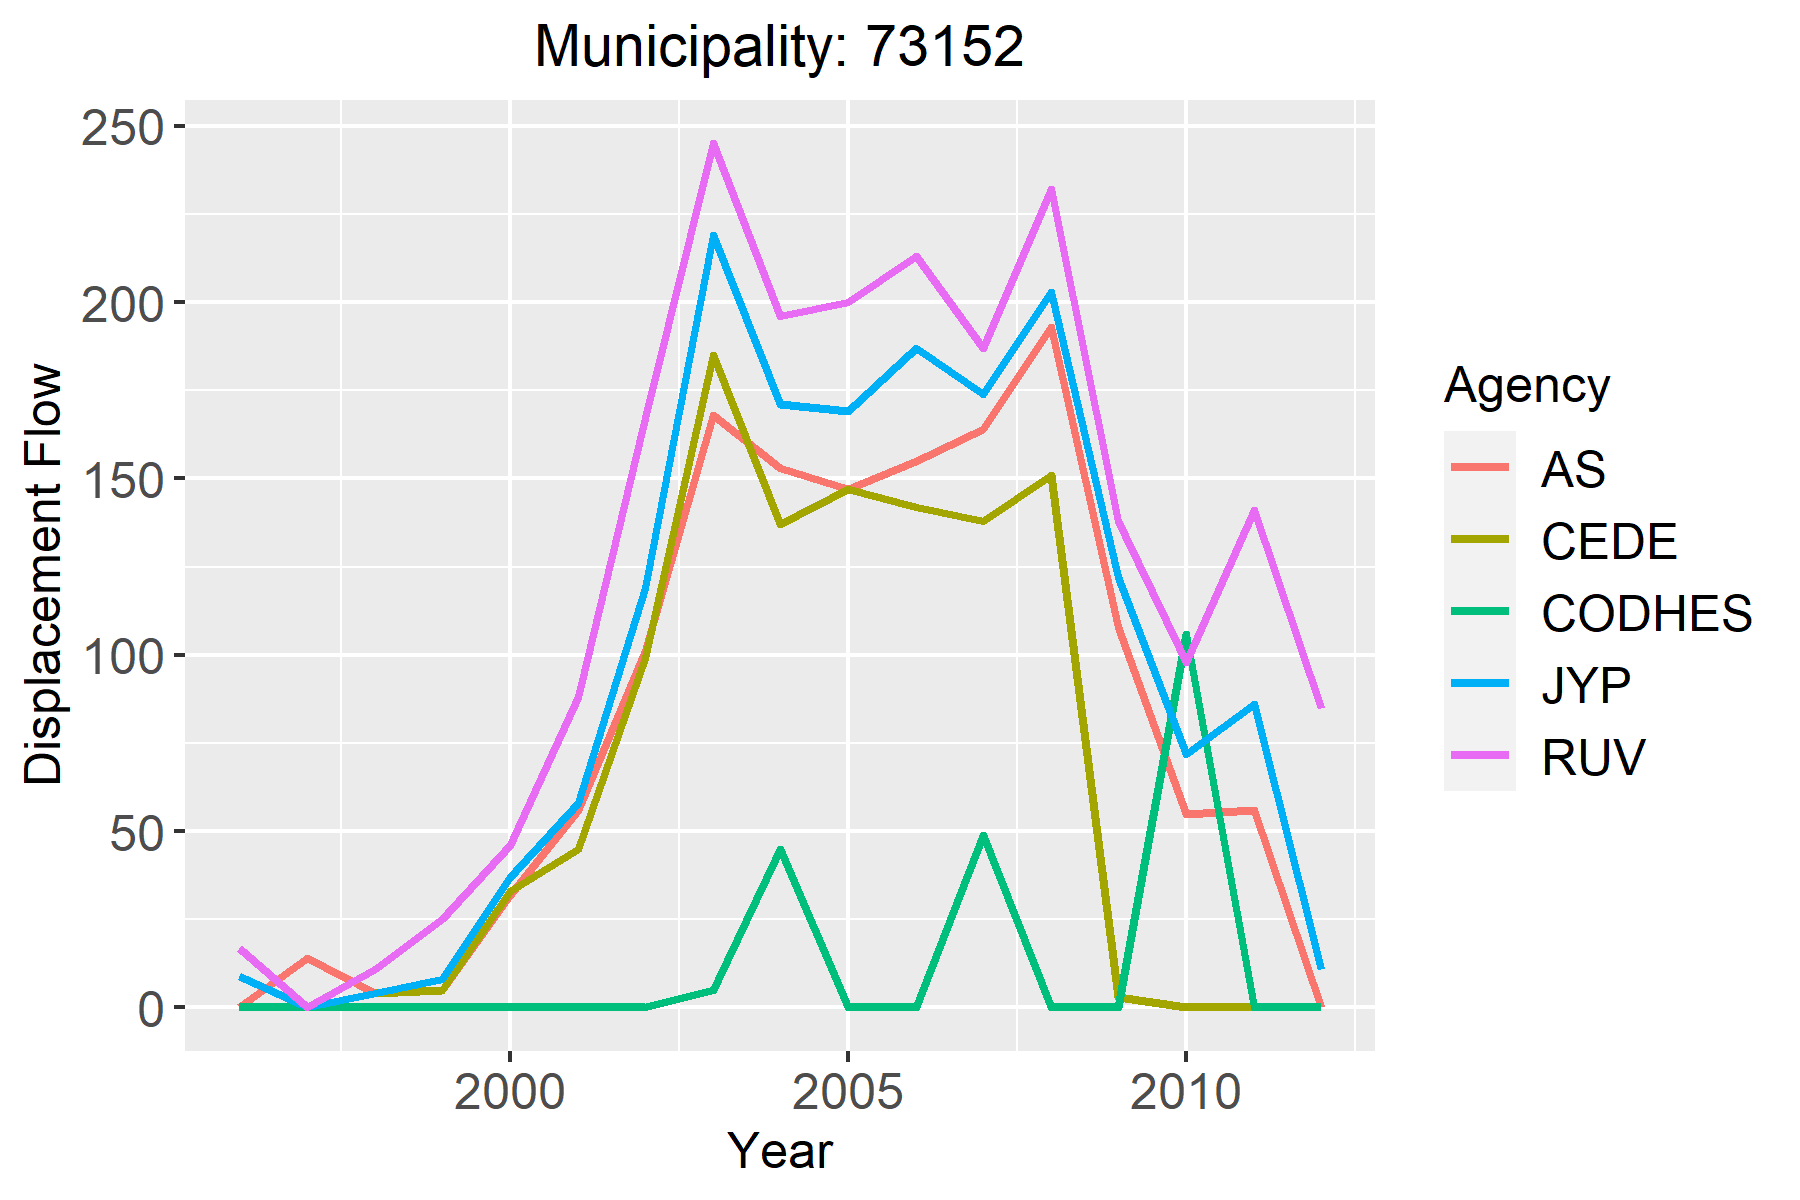 Municipality: 73152
Displacement Flow
250
200
150
100
50
0
2000 2005 2010
Year
Agency
AS
CEDE
CODHES
JYP
RUV